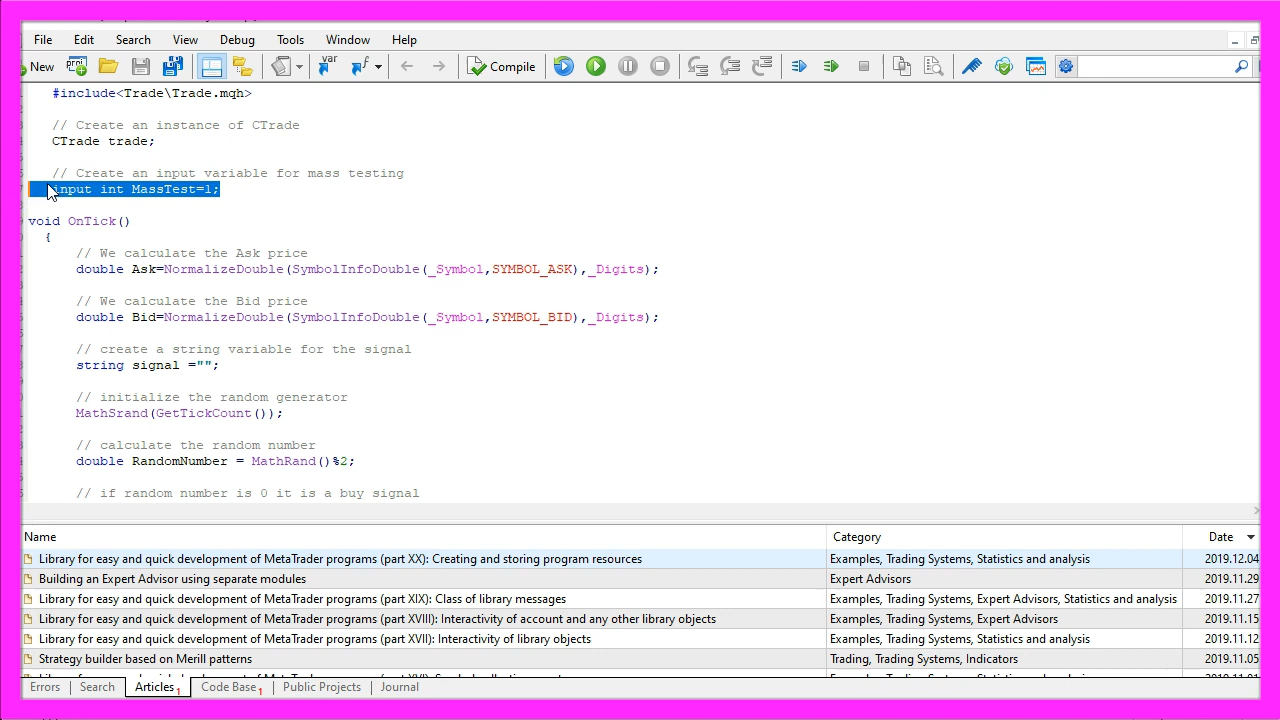 File Edit Search View Debug Tools Window Help
New Compile
#include<Trade\Trade.mqh>
// Create an instance of CTrade
CTrade trade;
// Create an input variable for mass testing
input int MassTest=1;
void OnTick()
{
// We calculate the Ask price
double Ask=NormalizeDouble(SymbolInfoDouble(_Symbol,SYMBOL_ASK),_Digits);
// We calculate the Bid price
double Bid=NormalizeDouble(SymbolInfoDouble(_Symbol,SYMBOL_BID),_Digits);
// create a string variable for the signal
string signal ="";
// initialize the random generator
MathSrand(GetTickCount());
// calculate the random number
double RandomNumber = MathRand()%2;
// if random number is 0 it is a buy signal
Name Category Date
Library for easy and quick development of MetaTrader programs (part XX): Creating and storing program resources Examples, Trading Systems, Statistics and analysis 2019.12.04
Building an Expert Advisor using separate modules Expert Advisors 2019.11.29
Library for easy and quick development of MetaTrader programs (part XIX): Class of library messages Examples, Trading Systems, Expert Advisors, Statistics and analysis 2019.11.27
Library for easy and quick development of MetaTrader programs (part XVIII): Interactivity of account and any other library objects Examples, Trading Systems, Expert Advisors 2019.11.15
Library for easy and quick development of MetaTrader programs (part XVII): Interactivity of library objects Examples, Trading Systems, Statistics and analysis 2019.11.12
Strategy builder based on Merill patterns Trading, Trading Systems, Indicators 2019.11.05
Errors Search Articles 1 Code Base 1 Public Projects Journal